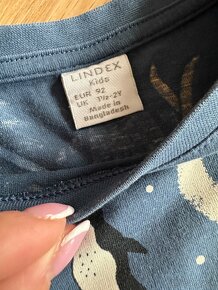 LINDEX
Kids
EUR 92
UK 1½-2Y
Made in
Bangladesh